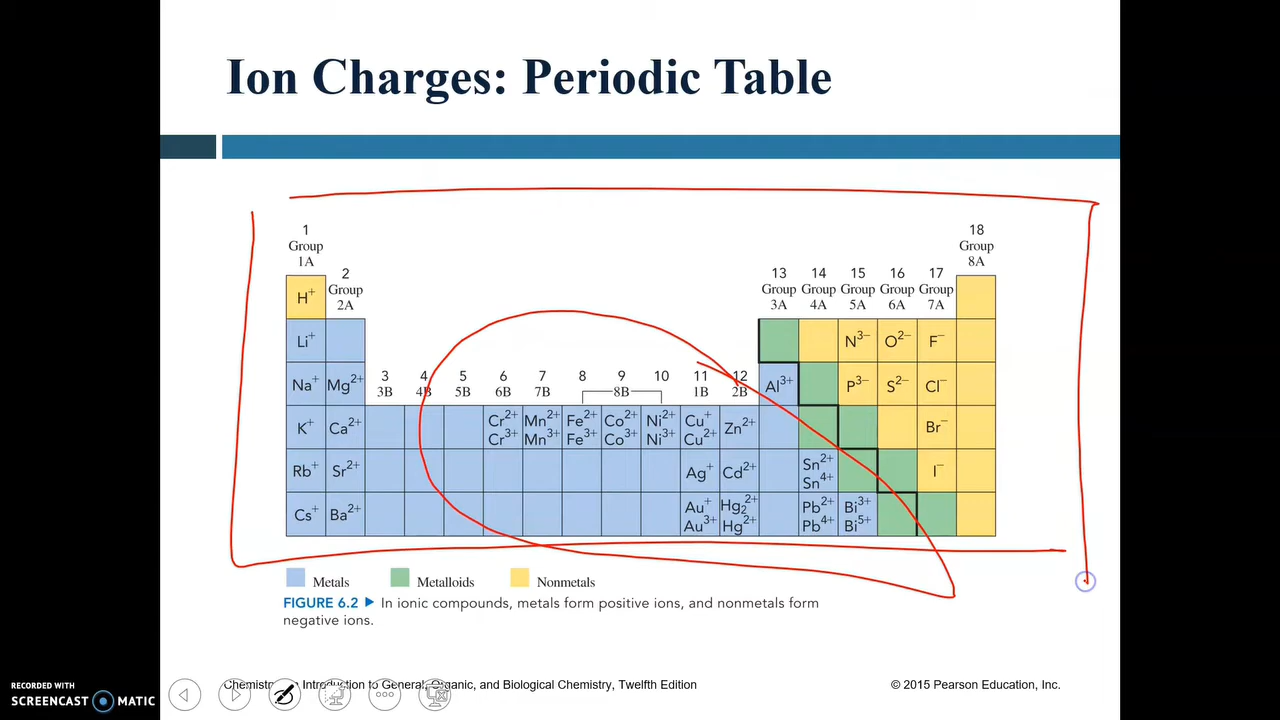 Ion Charges: Periodic Table
1 18
Group Group
1A 8A
2 13 14 15 16 17
H⁺ Group Group Group Group Group Group
2A 3A 4A 5A 6A 7A
Li⁺ N³⁻ O²⁻ F⁻
3 4 5 6 7 8 9 10 11 12
Na⁺ Mg²⁺ 3B 4B 5B 6B 7B 8B 1B 2B Al³⁺ P³⁻ S²⁻ Cl⁻
K⁺ Ca²⁺ Cr²⁺ Cr³⁺ Mn²⁺ Mn³⁺ Fe²⁺ Fe³⁺ Co²⁺ Co³⁺ Ni²⁺ Ni³⁺ Cu⁺ Cu²⁺ Zn²⁺ Br⁻
Rb⁺ Sr²⁺ Ag⁺ Cd²⁺ Sn²⁺ Sn⁴⁺ I⁻
Cs⁺ Ba²⁺ Au⁺ Au³⁺ Hg₂²⁺ Hg²⁺ Pb²⁺ Pb⁴⁺ Bi³⁺ Bi⁵⁺
Metals Metalloids Nonmetals
FIGURE 6.2 ▶ In ionic compounds, metals form positive ions, and nonmetals form
negative ions.
Introduction to General, Organic, and Biological Chemistry, Twelfth Edition © 2015 Pearson Education, Inc.
RECORDED WITH
SCREENCAST MATIC